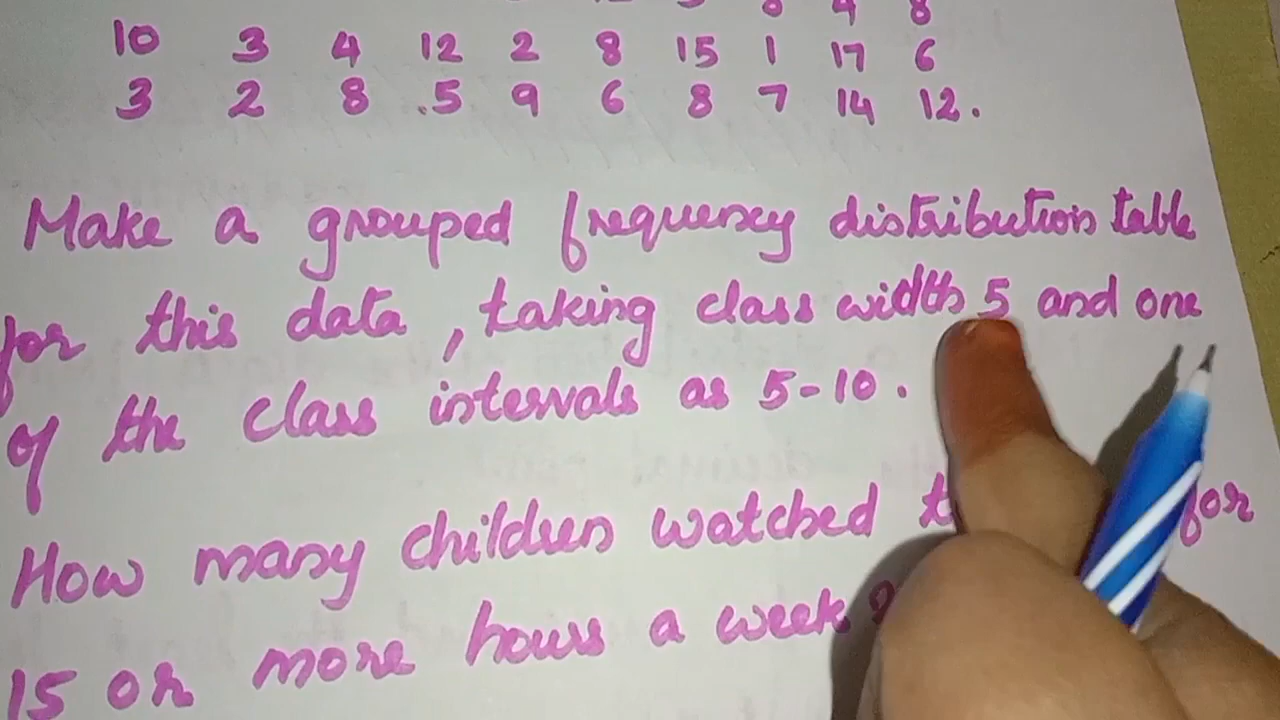 4 8
10 3 4 12 2 8 15 1 17 6
3 2 8 .5 9 6 8 7 14 12.
Make a grouped frequency distribution table
for this data, taking class width 5 and one
of the class intervals as 5-10.
How many children watched for
15 or more hours a week